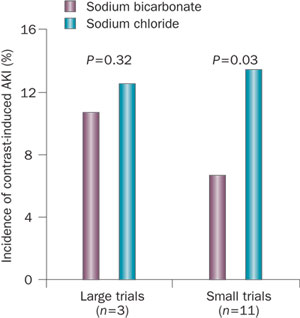 Sodium bicarbonate
Sodium chloride
Incidence of contrast-induced AKI (%)
16
12
8
4
0
P=0.32
P=0.03
Large trials
(n=3)
Small trials
(n=11)